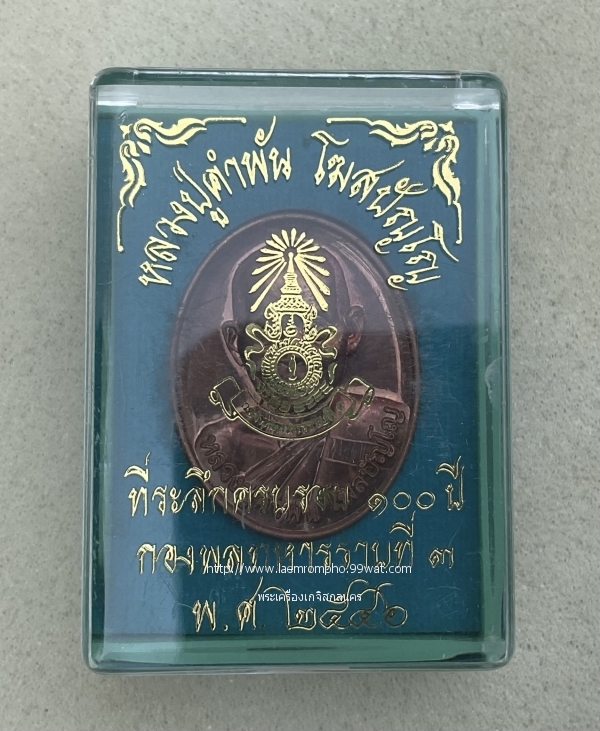 หลวงปู่คำพัน โฆสปัญโญ
ที่ระลึกครบรอบ ๑๐๐ ปี
กองพลทหารราบที่ ๓
http://www.laemrompho.99wat.com
พระเครื่องเกจิสกลนคร
พ.ศ ๒๕๔๖